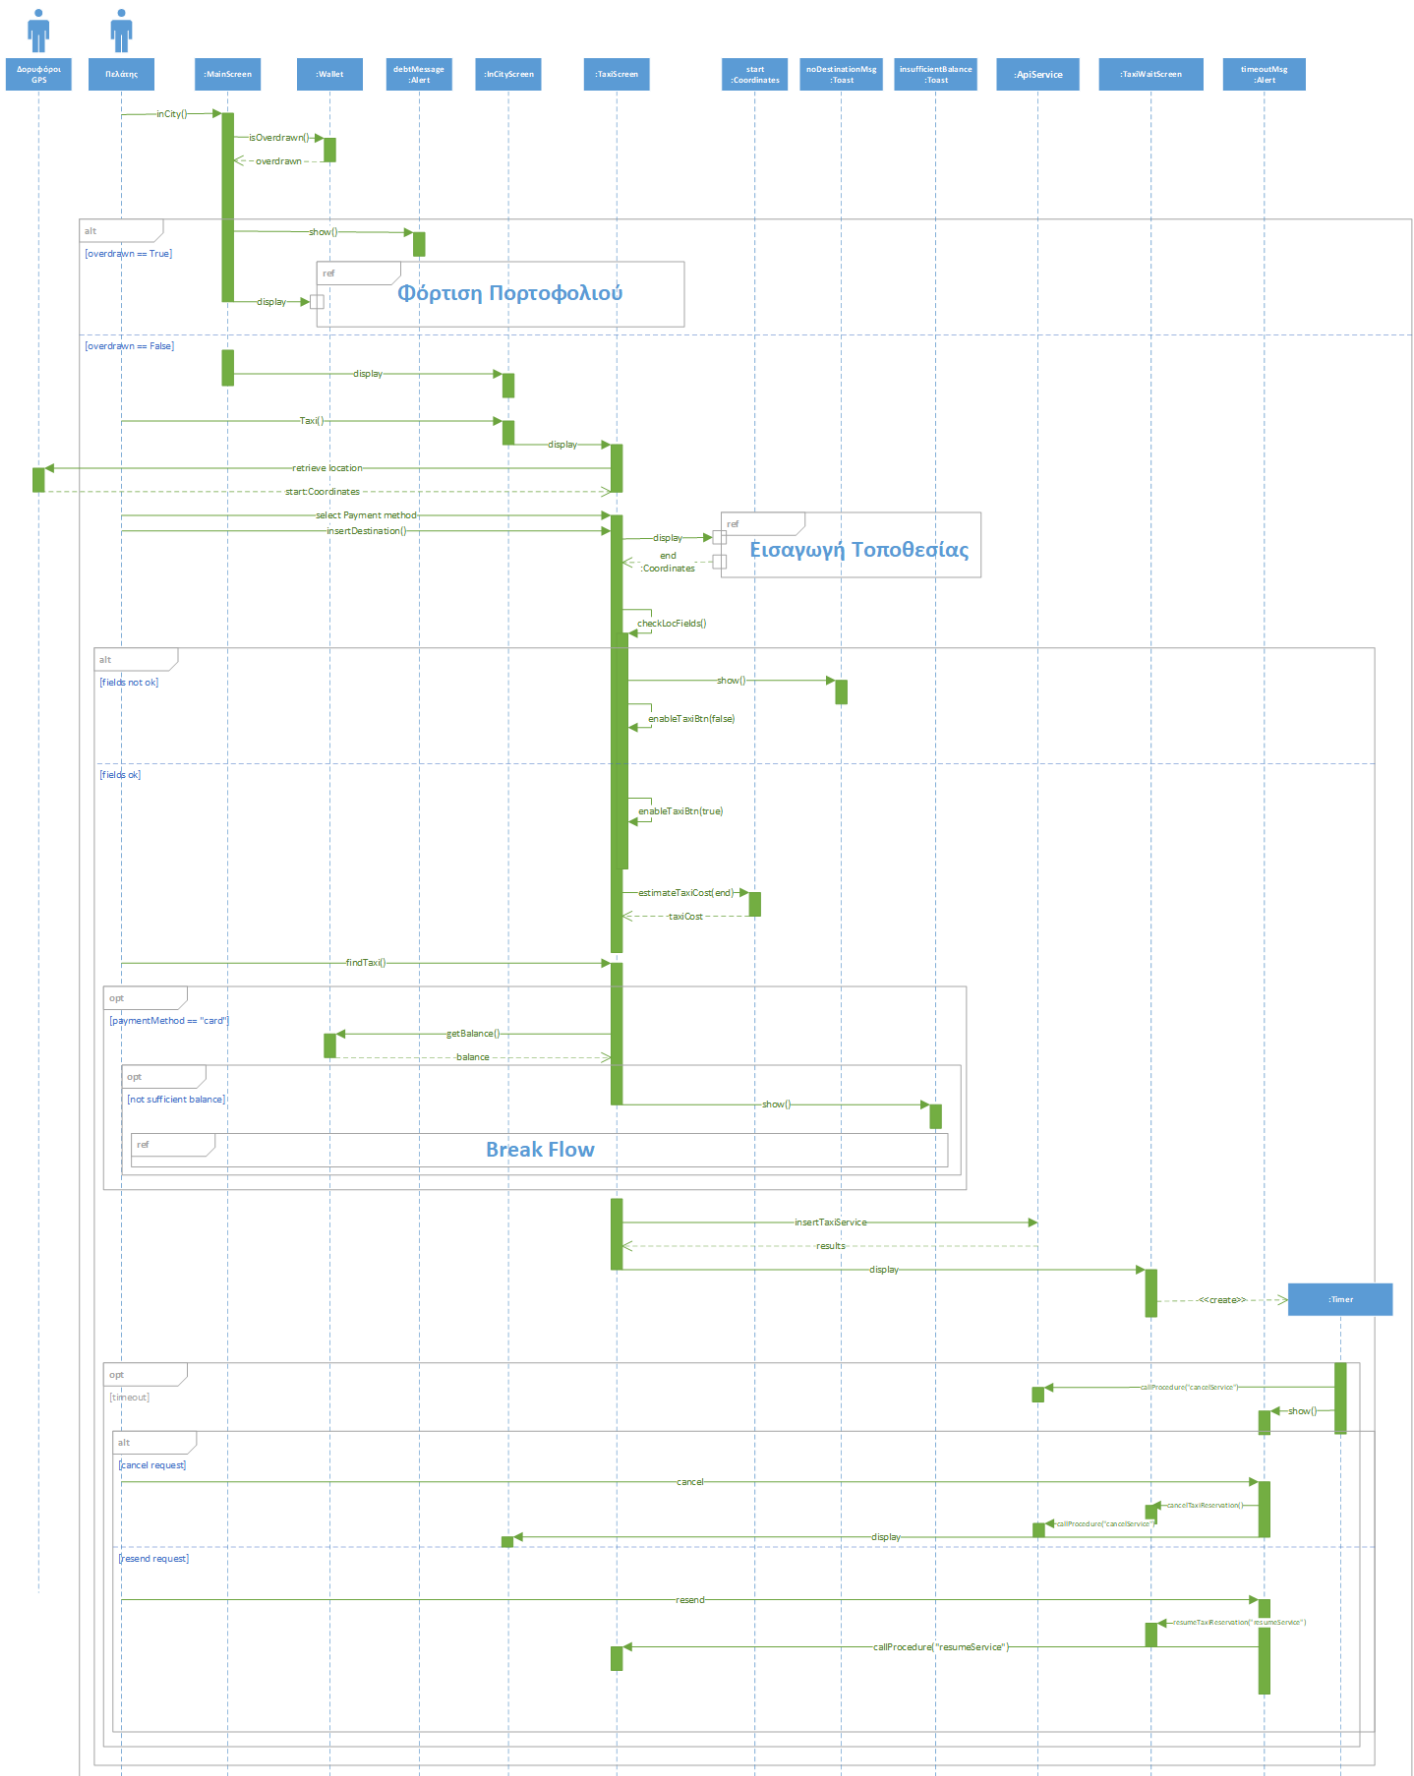 Δορυφόροι
GPS
Πελάτης
:MainScreen
:Wallet
debtMessage
:Alert
:InCityScreen
:TaxiScreen
start
:Coordinates
noDestinationMsg
:Toast
insufficientBalance
:Toast
:ApiService
:TaxiWaitScreen
timeoutMsg
:Alert
inCity()
isOverdrawn()
overdrawn
alt
show()
[overdrawn == True]
ref
Φόρτιση Πορτοφολιού
display
[overdrawn == False]
display
Taxi()
display
retrieve location
start:Coordinates
select Payment method
ref
insertDestination()
display
Εισαγωγή Τοποθεσίας
end
:Coordinates
checkLocFields()
alt
[fields not ok]
show()
enableTaxiBtn(false)
[fields ok]
enableTaxiBtn(true)
estimateTaxiCost(end)
taxiCost
findTaxi()
opt
[paymentMethod == "card"]
getBalance()
balance
opt
[not sufficient balance]
show()
ref
Break Flow
insertTaxiService
results
display
<<create>>
:Timer
opt
[timeout]
callProcedure("cancelService")
show()
alt
[cancel request]
cancel
cancelTaxiReservation()
callProcedure("cancelService")
display
[resend request]
resend
resumeTaxiReservation("resumeService")
callProcedure("resumeService")